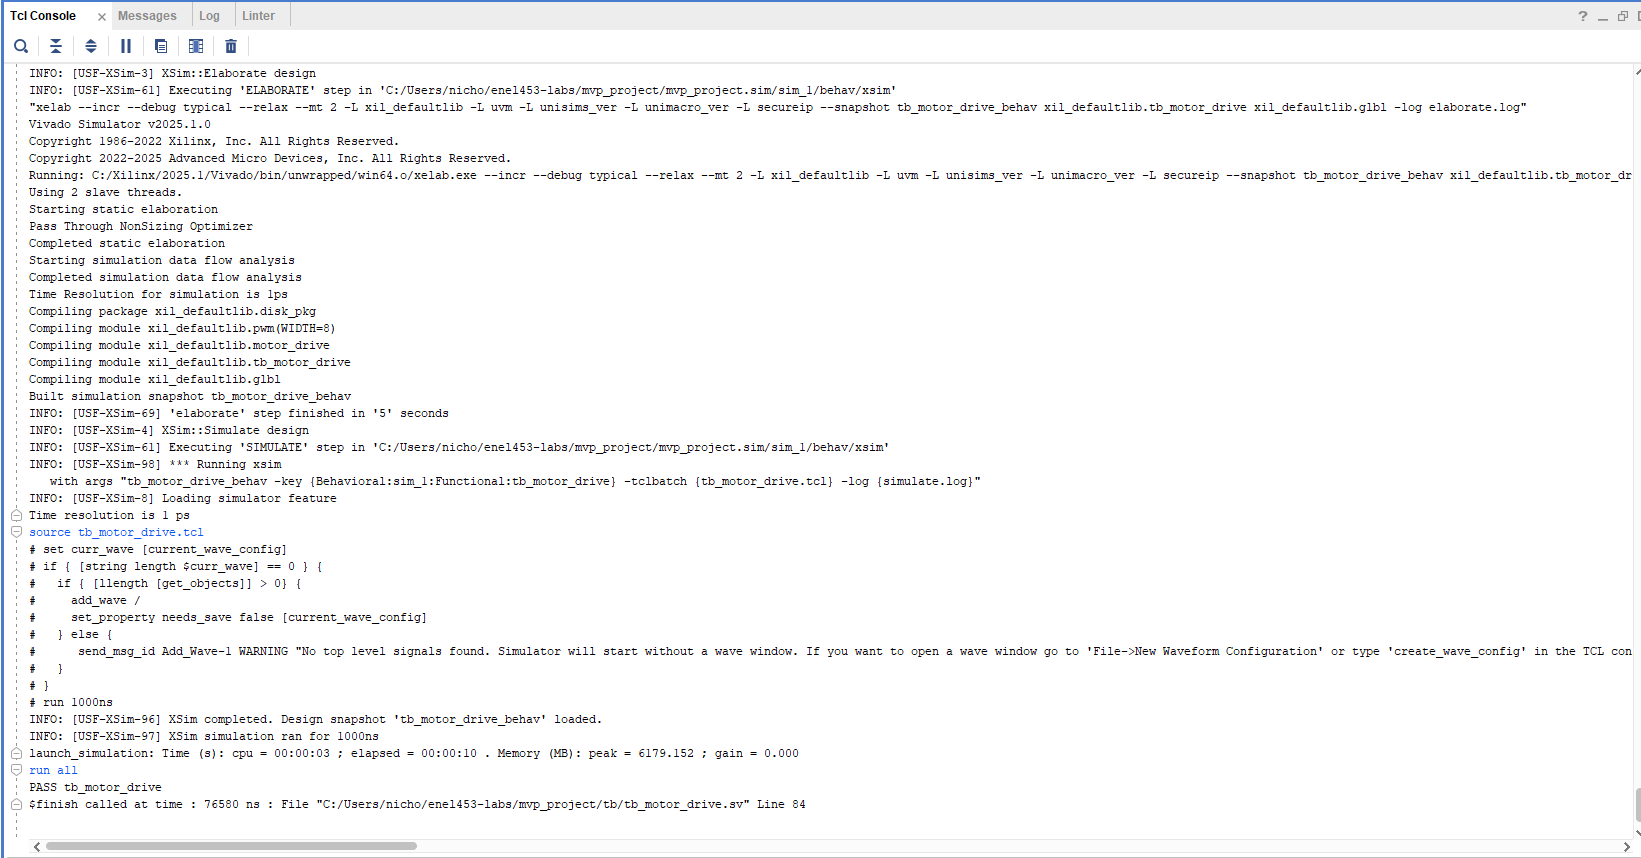 Tcl Console × Messages Log Linter ?
INFO: [USF-XSim-3] XSim::Elaborate design
INFO: [USF-XSim-61] Executing 'ELABORATE' step in 'C:/Users/nicho/enel453-labs/mvp_project/mvp_project.sim/sim_1/behav/xsim'
"xelab --incr --debug typical --relax --mt 2 -L xil_defaultlib -L uvm -L unisims_ver -L unimacro_ver -L secureip --snapshot tb_motor_drive_behav xil_defaultlib.tb_motor_drive xil_defaultlib.glbl -log elaborate.log"
Vivado Simulator v2025.1.0
Copyright 1986-2022 Xilinx, Inc. All Rights Reserved.
Copyright 2022-2025 Advanced Micro Devices, Inc. All Rights Reserved.
Running: C:/Xilinx/2025.1/Vivado/bin/unwrapped/win64.o/xelab.exe --incr --debug typical --relax --mt 2 -L xil_defaultlib -L uvm -L unisims_ver -L unimacro_ver -L secureip --snapshot tb_motor_drive_behav xil_defaultlib.tb_motor_dr
Using 2 slave threads.
Starting static elaboration
Pass Through NonSizing Optimizer
Completed static elaboration
Starting simulation data flow analysis
Completed simulation data flow analysis
Time Resolution for simulation is 1ps
Compiling package xil_defaultlib.disk_pkg
Compiling module xil_defaultlib.pwm(WIDTH=8)
Compiling module xil_defaultlib.motor_drive
Compiling module xil_defaultlib.tb_motor_drive
Compiling module xil_defaultlib.glbl
Built simulation snapshot tb_motor_drive_behav
INFO: [USF-XSim-69] 'elaborate' step finished in '5' seconds
INFO: [USF-XSim-4] XSim::Simulate design
INFO: [USF-XSim-61] Executing 'SIMULATE' step in 'C:/Users/nicho/enel453-labs/mvp_project/mvp_project.sim/sim_1/behav/xsim'
INFO: [USF-XSim-98] *** Running xsim
   with args "tb_motor_drive_behav -key {Behavioral:sim_1:Functional:tb_motor_drive} -tclbatch {tb_motor_drive.tcl} -log {simulate.log}"
INFO: [USF-XSim-8] Loading simulator feature
Time resolution is 1 ps
source tb_motor_drive.tcl
# set curr_wave [current_wave_config]
# if { [string length $curr_wave] == 0 } {
#   if { [llength [get_objects]] > 0} {
#     add_wave /
#     set_property needs_save false [current_wave_config]
#   } else {
#      send_msg_id Add_Wave-1 WARNING "No top level signals found. Simulator will start without a wave window. If you want to open a wave window go to 'File->New Waveform Configuration' or type 'create_wave_config' in the TCL con
#   }
# }
# run 1000ns
INFO: [USF-XSim-96] XSim completed. Design snapshot 'tb_motor_drive_behav' loaded.
INFO: [USF-XSim-97] XSim simulation ran for 1000ns
launch_simulation: Time (s): cpu = 00:00:03 ; elapsed = 00:00:10 . Memory (MB): peak = 6179.152 ; gain = 0.000
run all
PASS tb_motor_drive
$finish called at time : 76580 ns : File "C:/Users/nicho/enel453-labs/mvp_project/tb/tb_motor_drive.sv" Line 84